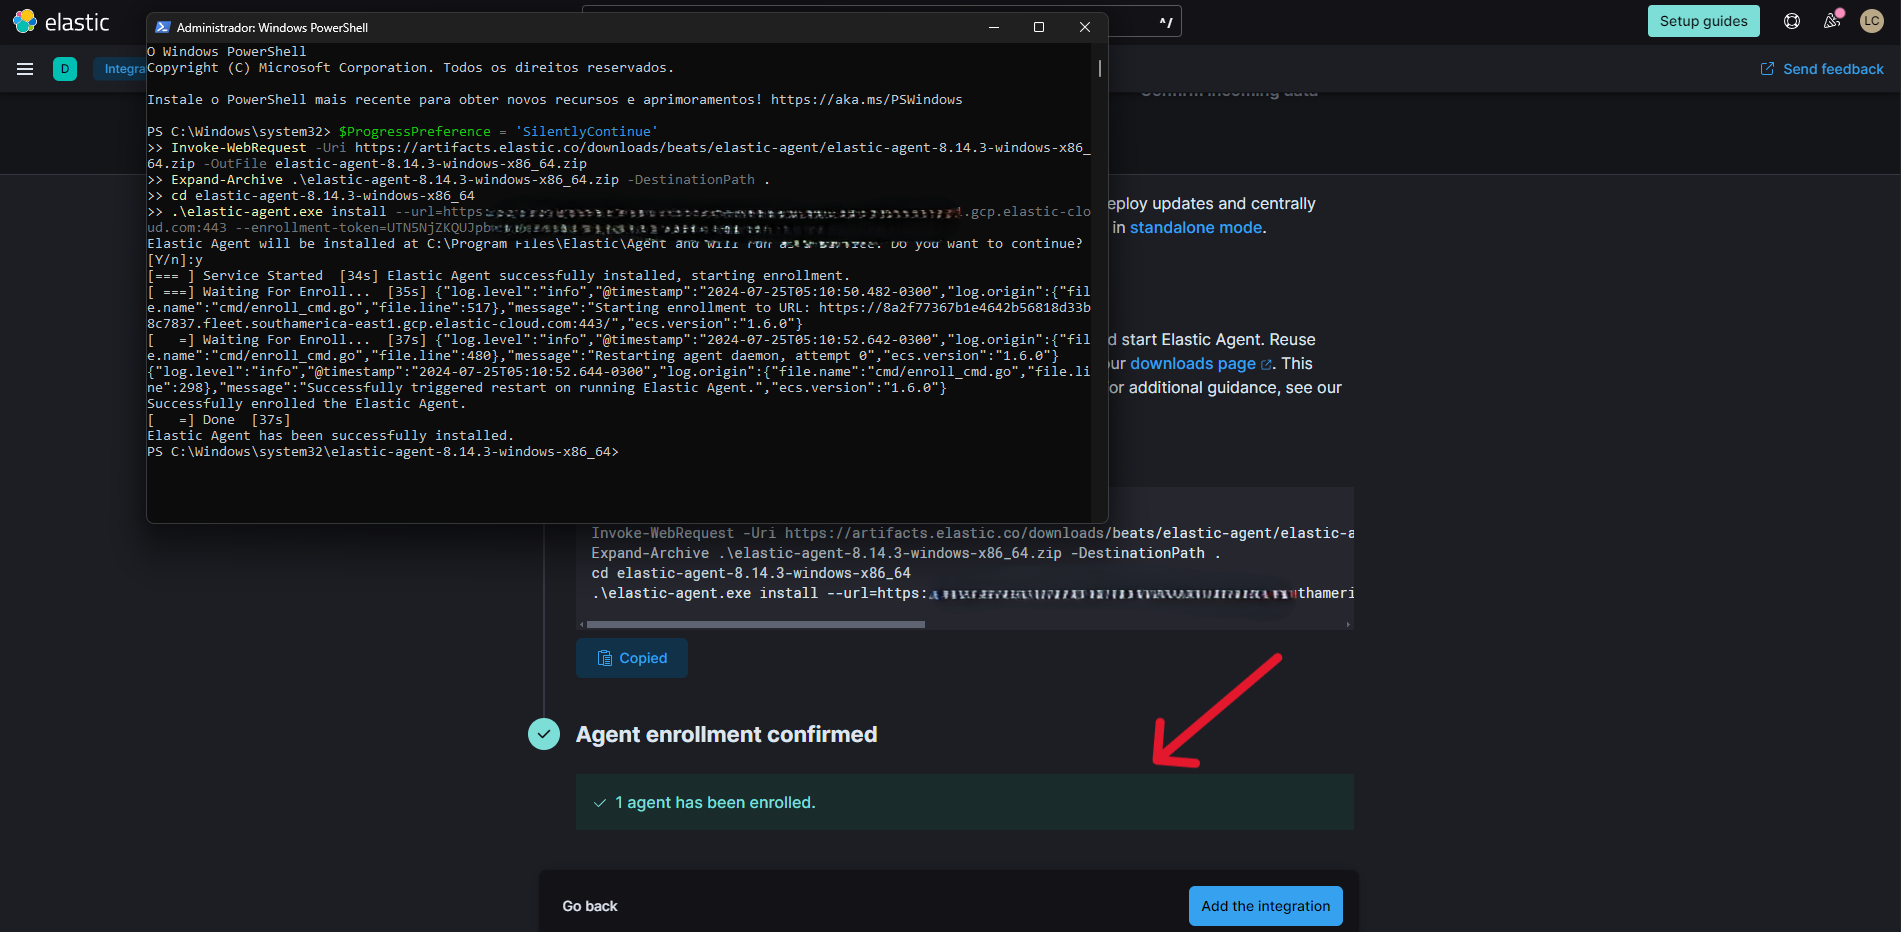 elastic
^/
Setup guides
LC
D
Integra
Send feedback
Administrador: Windows PowerShell
O Windows PowerShell
Copyright (C) Microsoft Corporation. Todos os direitos reservados.
Instale o PowerShell mais recente para obter novos recursos e aprimoramentos! https://aka.ms/PSWindows
PS C:\Windows\system32> $ProgressPreference = 'SilentlyContinue'
>> Invoke-WebRequest -Uri https://artifacts.elastic.co/downloads/beats/elastic-agent/elastic-agent-8.14.3-windows-x86_
64.zip -OutFile elastic-agent-8.14.3-windows-x86_64.zip
>> Expand-Archive .\elastic-agent-8.14.3-windows-x86_64.zip -DestinationPath .
>> cd elastic-agent-8.14.3-windows-x86_64
>> .\elastic-agent.exe install --url=https: .gcp.elastic-clo
ud.com:443 --enrollment-token=UTN5NjZKQUJpb
Elastic Agent will be installed at C:\Program Files\Elastic\Agent and will run as a service. Do you want to continue?
[Y/n]:y
[=== ] Service Started  [34s] Elastic Agent successfully installed, starting enrollment.
[ ===] Waiting For Enroll...  [35s] {"log.level":"info","@timestamp":"2024-07-25T05:10:50.482-0300","log.origin":{"fil
e.name":"cmd/enroll_cmd.go","file.line":517},"message":"Starting enrollment to URL: https://8a2f77367b1e4642b56818d33b
8c7837.fleet.southamerica-east1.gcp.elastic-cloud.com:443/","ecs.version":"1.6.0"}
[   =] Waiting For Enroll...  [37s] {"log.level":"info","@timestamp":"2024-07-25T05:10:52.642-0300","log.origin":{"fil
e.name":"cmd/enroll_cmd.go","file.line":480},"message":"Restarting agent daemon, attempt 0","ecs.version":"1.6.0"}
{"log.level":"info","@timestamp":"2024-07-25T05:10:52.644-0300","log.origin":{"file.name":"cmd/enroll_cmd.go","file.li
ne":298},"message":"Successfully triggered restart on running Elastic Agent.","ecs.version":"1.6.0"}
Successfully enrolled the Elastic Agent.
[   =] Done  [37s]
Elastic Agent has been successfully installed.
PS C:\Windows\system32\elastic-agent-8.14.3-windows-x86_64>
Confirm incoming data
eploy updates and centrally
in standalone mode.
d start Elastic Agent. Reuse
ur downloads page. This
or additional guidance, see our
Invoke-WebRequest -Uri https://artifacts.elastic.co/downloads/beats/elastic-agent/elastic-a
Expand-Archive .\elastic-agent-8.14.3-windows-x86_64.zip -DestinationPath .
cd elastic-agent-8.14.3-windows-x86_64
.\elastic-agent.exe install --url=https: thameri
Copied
Agent enrollment confirmed
1 agent has been enrolled.
Go back
Add the integration